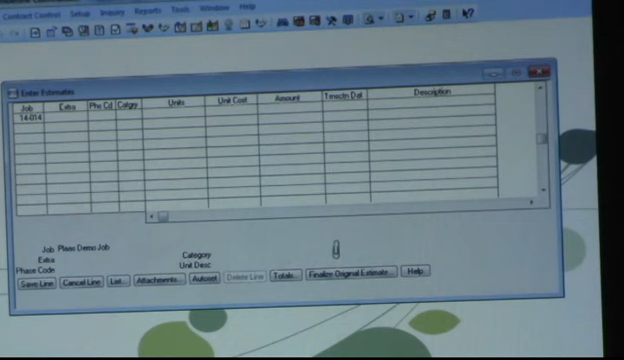 Contract Control Setup Inquiry Reports Tools Window Help
Enter Estimates
Job Extra Phs Cd Catgry Units Unit Cost Amount Trnsctn Dat Description
14-014
Job Plano Demo Job
Extra Category
Phase Code Unit Desc
Save Line Cancel Line List... Attachments... Autoset Delete Line Totals... Finalize Original Estimate... Help